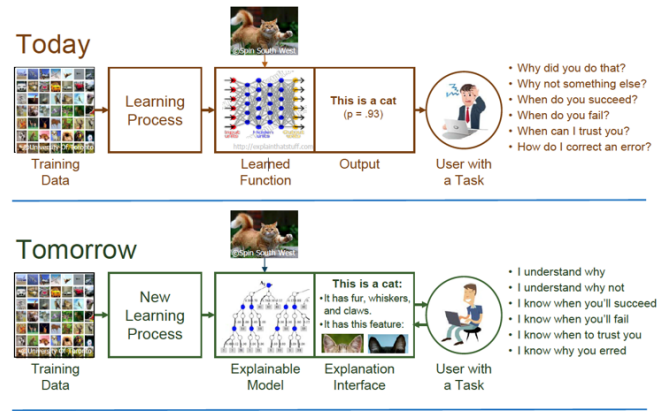 Today
©Spin South West
Learning
Process
http://explainthatstuff.com
This is a cat
(p = .93)
Training
Data
Learned
Function
Output
User with
a Task
• Why did you do that?
• Why not something else?
• When do you succeed?
• When do you fail?
• When can I trust you?
• How do I correct an error?
Tomorrow
©Spin South West
New
Learning
Process
This is a cat:
•It has fur, whiskers,
and claws.
•It has this feature:
Training
Data
Explainable
Model
Explanation
Interface
User with
a Task
• I understand why
• I understand why not
• I know when you'll succeed
• I know when you'll fail
• I know when to trust you
• I know why you erred